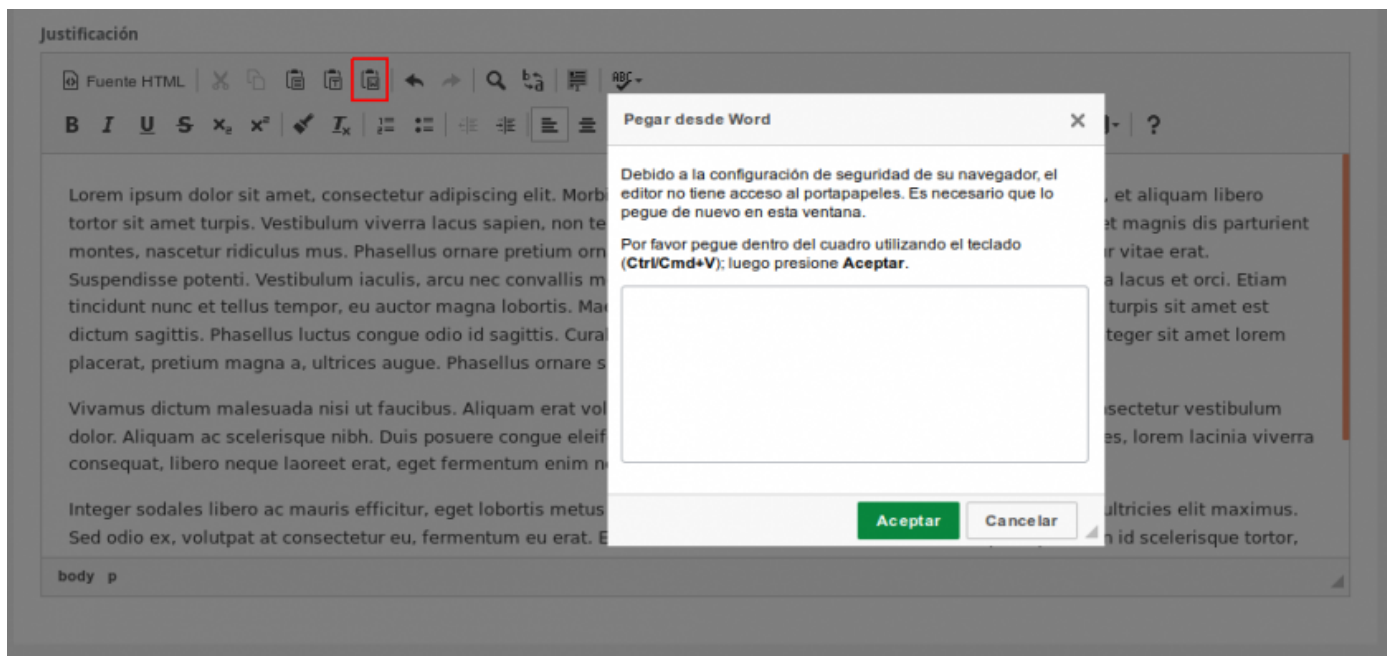 Justificación
Fuente HTML
ABC
B I U S x₂ x² Iₓ ?
Pegar desde Word
Debido a la configuración de seguridad de su navegador, el
editor no tiene acceso al portapapeles. Es necesario que lo
pegue de nuevo en esta ventana.
Por favor pegue dentro del cuadro utilizando el teclado
(Ctrl/Cmd+V); luego presione Aceptar.
Aceptar Cancelar
Lorem ipsum dolor sit amet, consectetur adipiscing elit. Morbi , et aliquam libero
tortor sit amet turpis. Vestibulum viverra lacus sapien, non te et magnis dis parturient
montes, nascetur ridiculus mus. Phasellus ornare pretium orn r vitae erat.
Suspendisse potenti. Vestibulum iaculis, arcu nec convallis m a lacus et orci. Etiam
tincidunt nunc et tellus tempor, eu auctor magna lobortis. Ma turpis sit amet est
dictum sagittis. Phasellus luctus congue odio id sagittis. Cura teger sit amet lorem
placerat, pretium magna a, ultrices augue. Phasellus ornare s
Vivamus dictum malesuada nisi ut faucibus. Aliquam erat vol sectetur vestibulum
dolor. Aliquam ac scelerisque nibh. Duis posuere congue eleif es, lorem lacinia viverra
consequat, libero neque laoreet erat, eget fermentum enim n
Integer sodales libero ac mauris efficitur, eget lobortis metus ultricies elit maximus.
Sed odio ex, volutpat at consectetur eu, fermentum eu erat. E n id scelerisque tortor,
body p